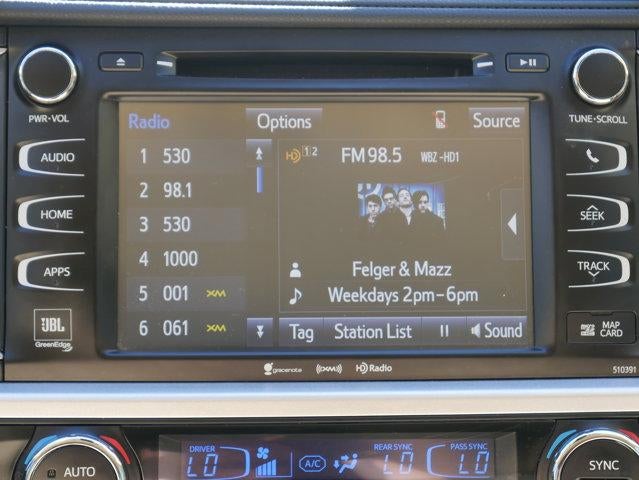 PWR•VOL
AUDIO
HOME
APPS
JBL
GreenEdge
Radio
Options
Source
1 530
2 98.1
3 530
4 1000
5 001 XM
6 061 XM
HD 1 2 FM 98.5 WBZ-HD1
Felger & Mazz
Weekdays 2pm-6pm
Tag Station List Sound
TUNE•SCROLL
SEEK
TRACK
MAP
CARD
gracenote ((XM)) HD Radio 510391
DRIVER REAR SYNC PASS SYNC
AUTO LO A/C LO LO SYNC